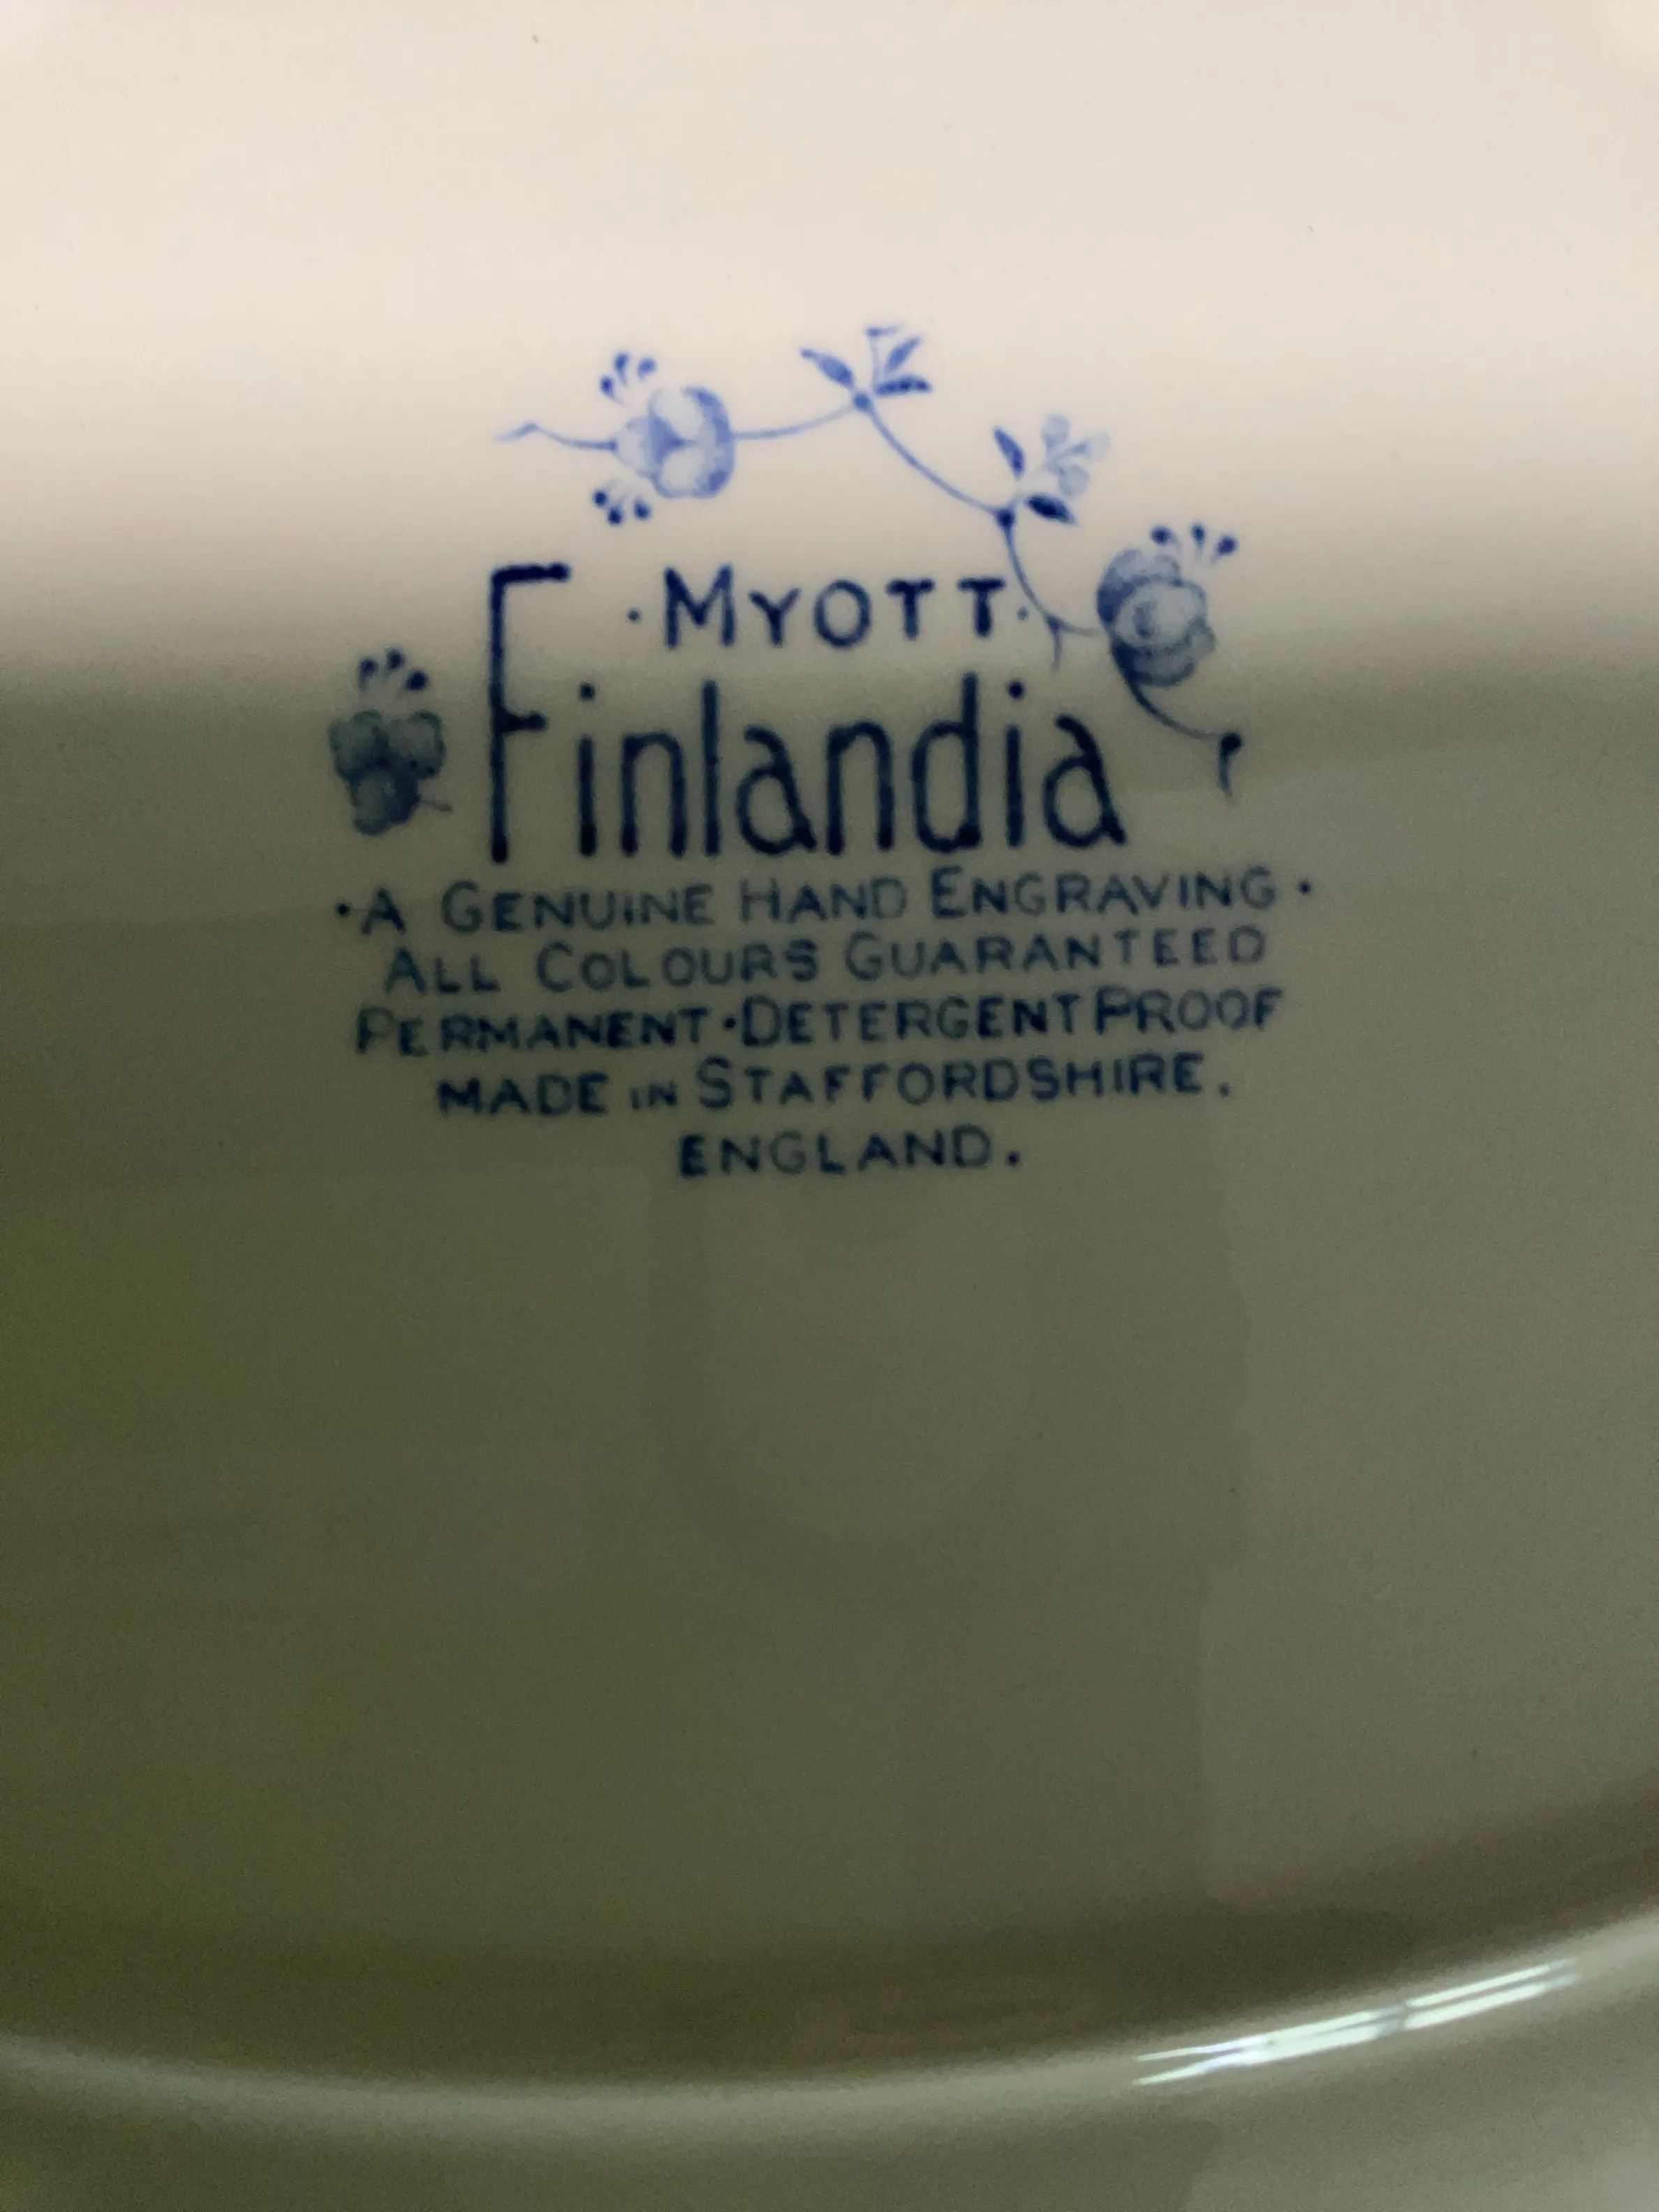 ·MYOTT·
Finlandia
·A GENUINE HAND ENGRAVING·
ALL COLOURS GUARANTEED
PERMANENT·DETERGENT PROOF
MADE IN STAFFORDSHIRE.
ENGLAND.